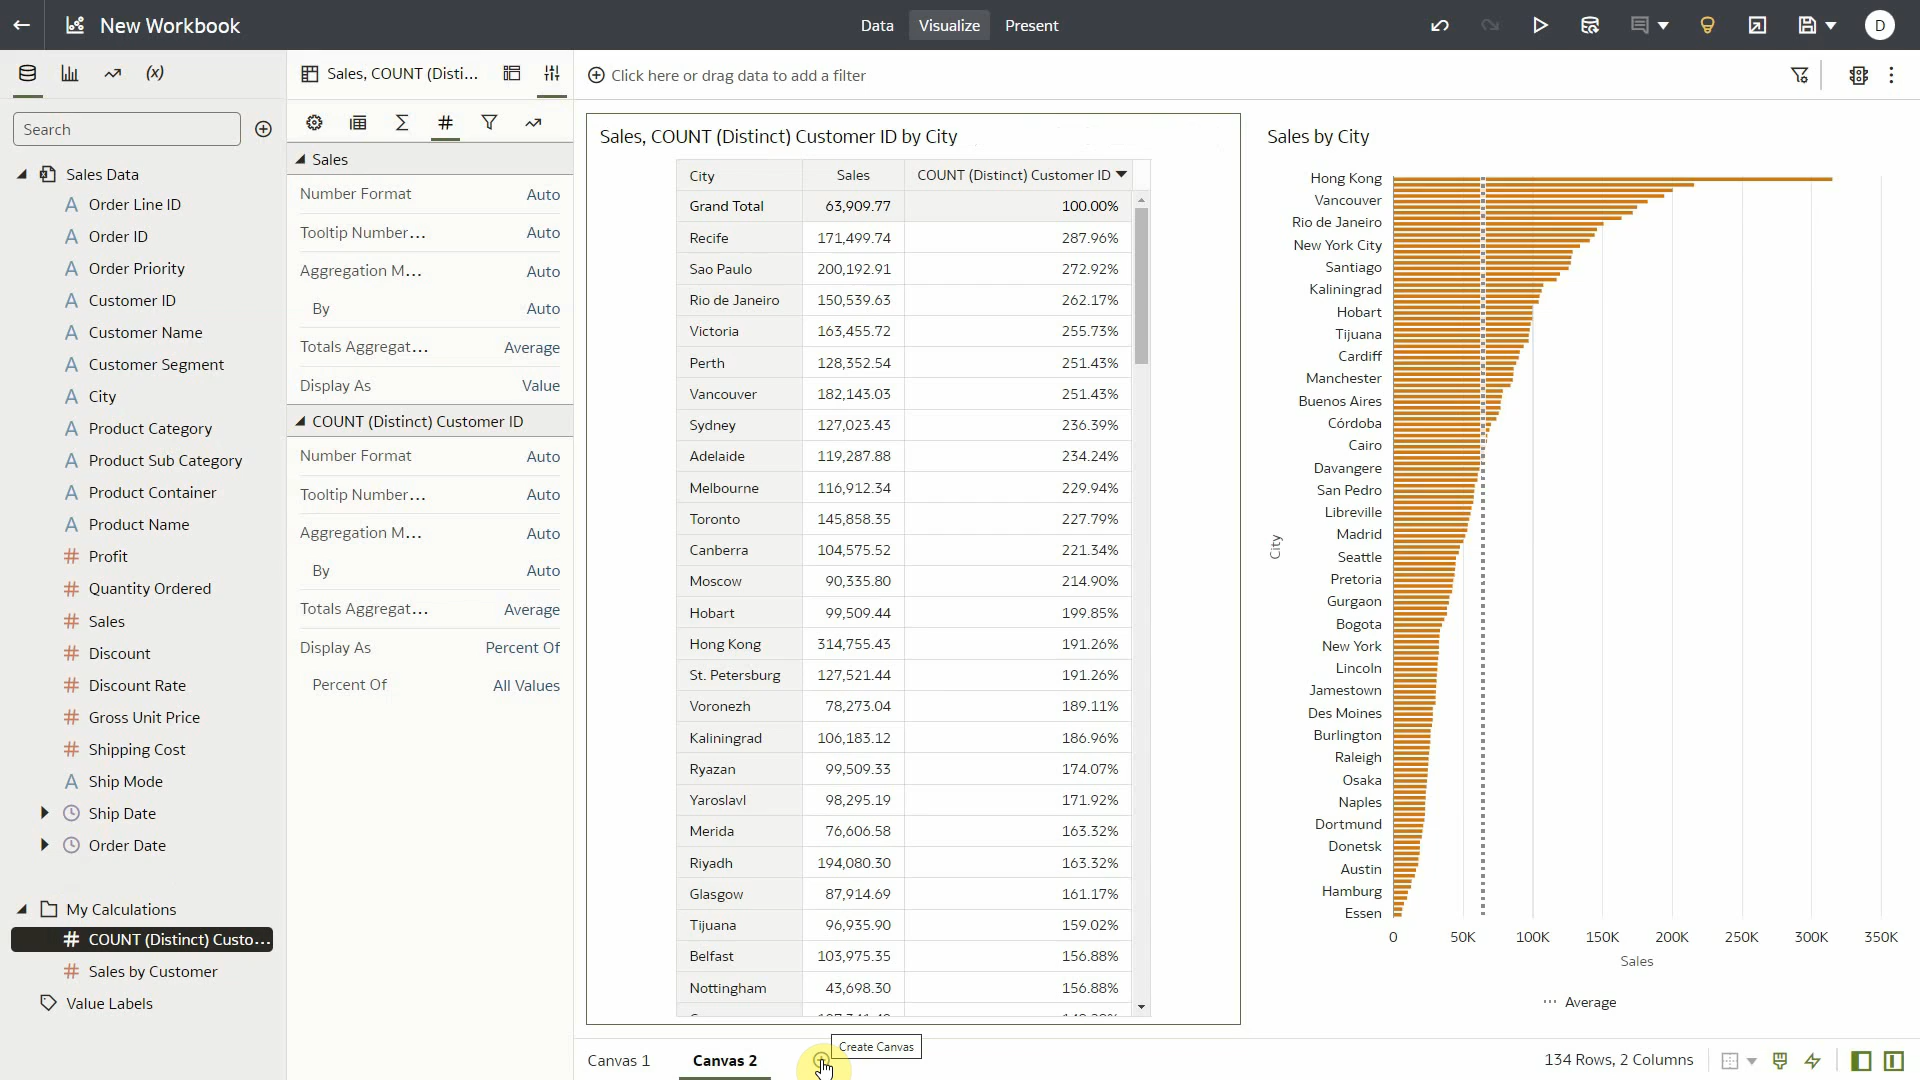 New Workbook
Data Visualize Present
D
(x)
Sales, COUNT (Disti...
Click here or drag data to add a filter
Search
Sales Data
Order Line ID
Order ID
Order Priority
Customer ID
Customer Name
Customer Segment
City
Product Category
Product Sub Category
Product Container
Product Name
Profit
Quantity Ordered
Sales
Discount
Discount Rate
Gross Unit Price
Shipping Cost
Ship Mode
Ship Date
Order Date
My Calculations
COUNT (Distinct) Custo...
Sales by Customer
Value Labels
Sales
Number Format Auto
Tooltip Number... Auto
Aggregation M... Auto
By Auto
Totals Aggregat... Average
Display As Value
COUNT (Distinct) Customer ID
Number Format Auto
Tooltip Number... Auto
Aggregation M... Auto
By Auto
Totals Aggregat... Average
Display As Percent Of
Percent Of All Values
Sales, COUNT (Distinct) Customer ID by City
City Sales COUNT (Distinct) Customer ID
Grand Total 63,909.77 100.00%
Recife 171,499.74 287.96%
Sao Paulo 200,192.91 272.92%
Rio de Janeiro 150,539.63 262.17%
Victoria 163,455.72 255.73%
Perth 128,352.54 251.43%
Vancouver 182,143.03 251.43%
Sydney 127,023.43 236.39%
Adelaide 119,287.88 234.24%
Melbourne 116,912.34 229.94%
Toronto 145,858.35 227.79%
Canberra 104,575.52 221.34%
Moscow 90,335.80 214.90%
Hobart 99,509.44 199.85%
Hong Kong 314,755.43 191.26%
St. Petersburg 127,521.44 191.26%
Voronezh 78,273.04 189.11%
Kaliningrad 106,183.12 186.96%
Ryazan 99,509.33 174.07%
Yaroslavl 98,295.19 171.92%
Merida 76,606.58 163.32%
Riyadh 194,080.30 163.32%
Glasgow 87,914.69 161.17%
Tijuana 96,935.90 159.02%
Belfast 103,975.35 156.88%
Nottingham 43,698.30 156.88%
Sales by City
City
Hong Kong
Vancouver
Rio de Janeiro
New York City
Santiago
Kaliningrad
Hobart
Tijuana
Cardiff
Manchester
Buenos Aires
Córdoba
Cairo
Davangere
San Pedro
Libreville
Madrid
Seattle
Pretoria
Gurgaon
Bogota
New York
Lincoln
Jamestown
Des Moines
Burlington
Raleigh
Osaka
Naples
Dortmund
Donetsk
Austin
Hamburg
Essen
0 50K 100K 150K 200K 250K 300K 350K
Sales
Average
Create Canvas
Canvas 1 Canvas 2
134 Rows, 2 Columns